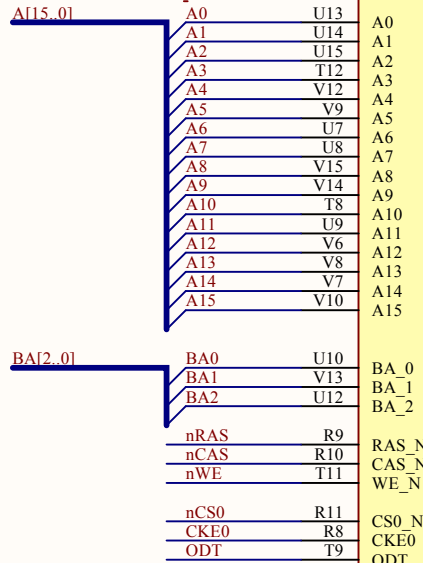 A[15..0] A0 U13 A0
A1 U14 A1
A2 U15 A2
A3 T12 A3
A4 V12 A4
A5 V9 A5
A6 U7 A6
A7 U8 A7
A8 V15 A8
A9 V14 A9
A10 T8 A10
A11 U9 A11
A12 V6 A12
A13 V8 A13
A14 V7 A14
A15 V10 A15
BA[2..0] BA0 U10 BA_0
BA1 V13 BA_1
BA2 U12 BA_2
nRAS R9 RAS_N
nCAS R10 CAS_N
nWE T11 WE_N
nCS0 R11 CS0_N
CKE0 R8 CKE0
ODT T9 ODT